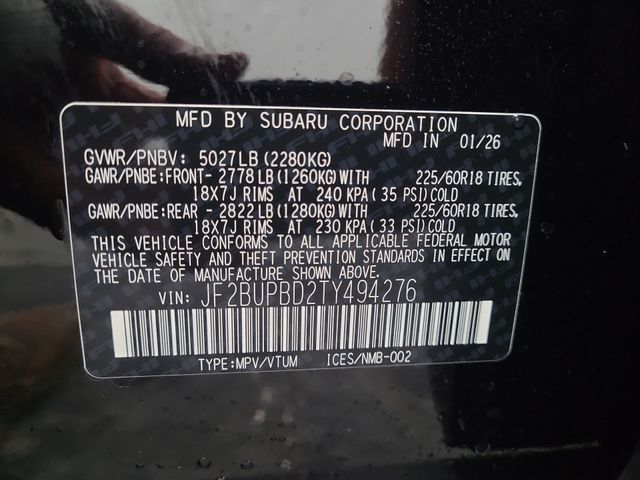 MFD BY SUBARU CORPORATION
MFD IN 01/26
GVWR/PNBV: 5027LB(2280KG)
GAWR/PNBE:FRONT- 2778 LB(1260KG)WITH 225/60R18 TIRES,
18X7J RIMS AT 240 KPA( 35 PSI)COLD
GAWR/PNBE:REAR - 2822 LB(1280KG)WITH 225/60R18 TIRES,
18X7J RIMS AT 230 KPA( 33 PSI)COLD
THIS VEHICLE CONFORMS TO ALL APPLICABLE FEDERAL MOTOR
VEHICLE SAFETY AND THEFT PREVENTION STANDARDS IN EFFECT ON
THE DATE OF MANUFACTURE SHOWN ABOVE.
VIN: JF2BUPBD2TY494276
TYPE:MPV/VTUM ICES/NMB-002